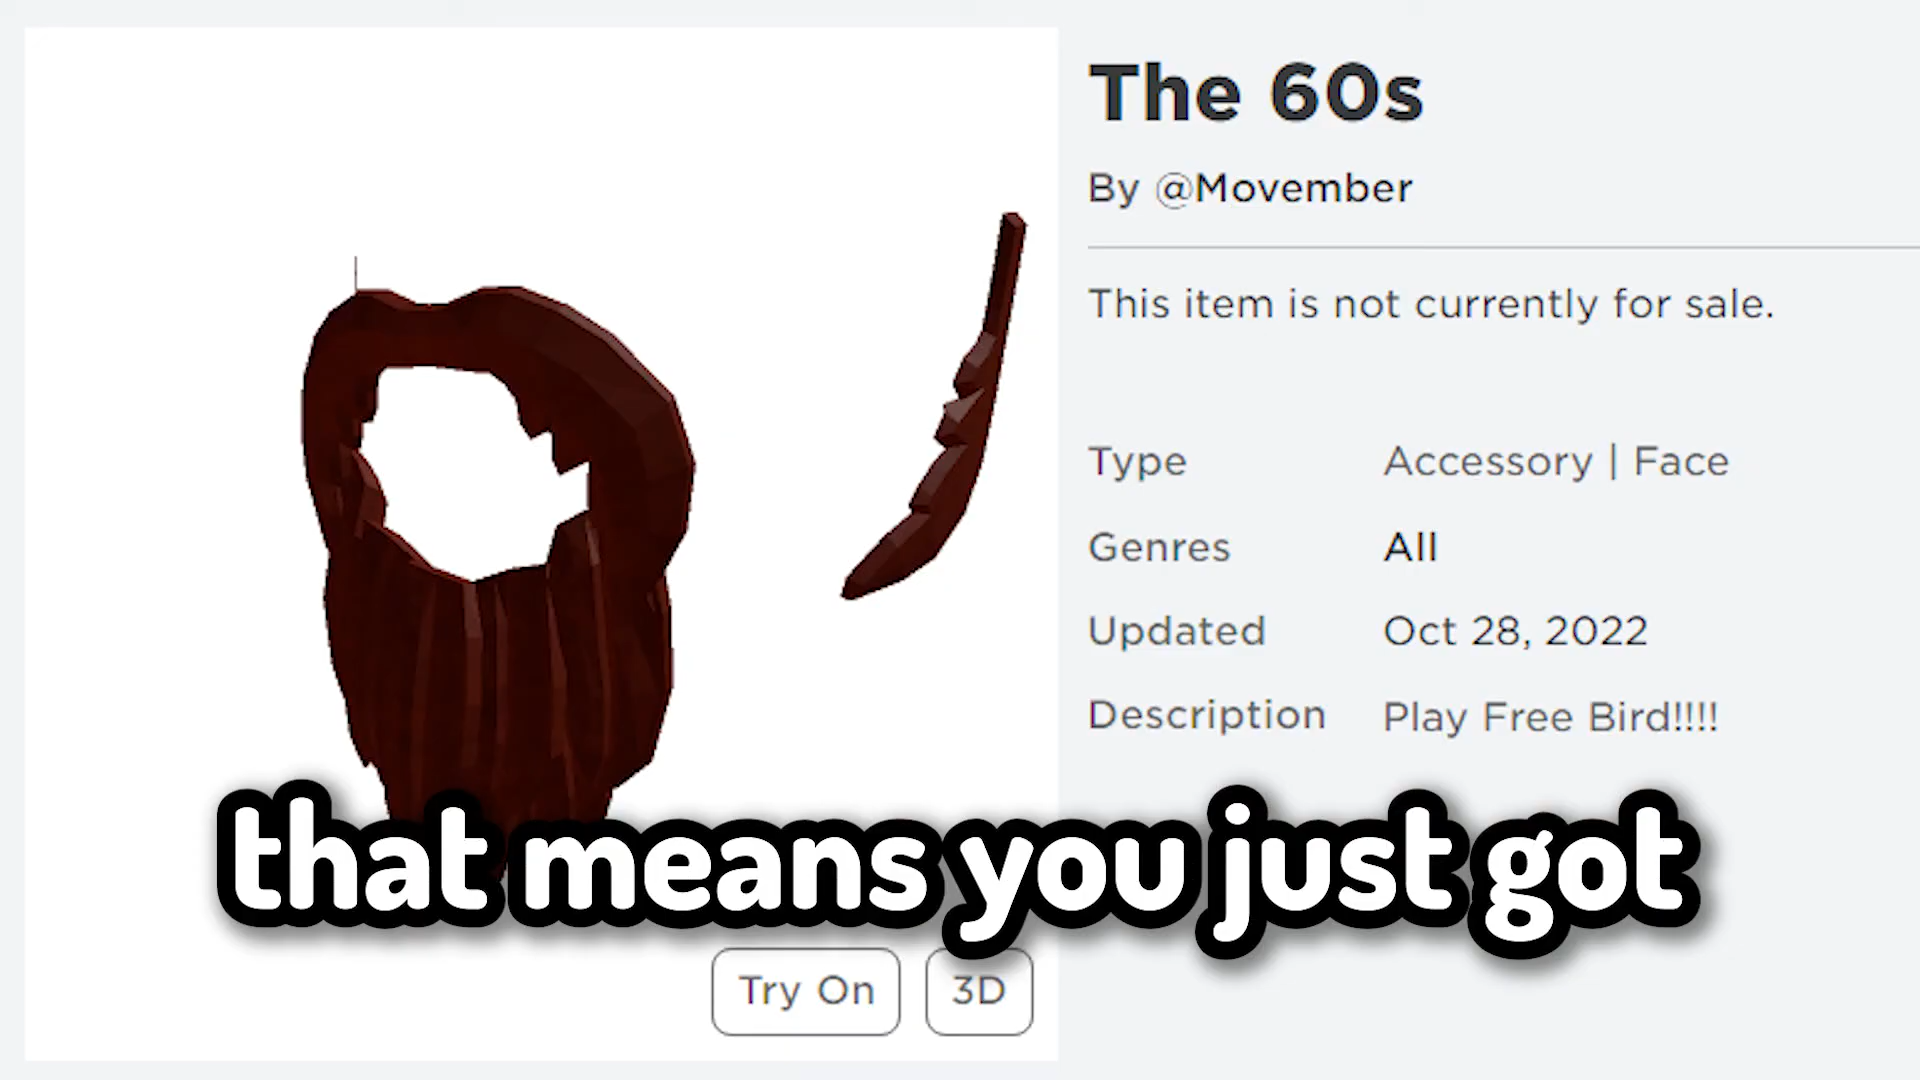 The 60s
By @Movember
This item is not currently for sale.
Type Accessory | Face
Genres All
Updated Oct 28, 2022
Description Play Free Bird!!!!
that means you just got
Try On 3D